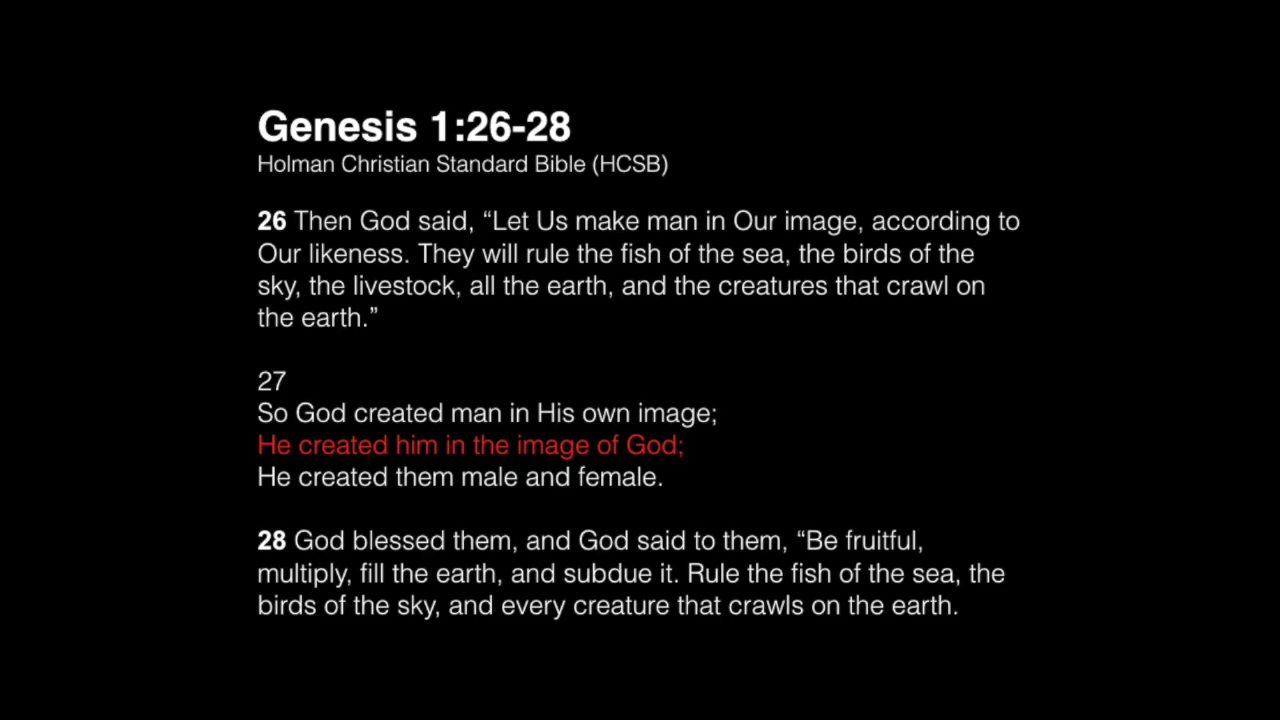 Genesis 1:26-28
Holman Christian Standard Bible (HCSB)
26 Then God said, “Let Us make man in Our image, according to
Our likeness. They will rule the fish of the sea, the birds of the
sky, the livestock, all the earth, and the creatures that crawl on
the earth.”
27
So God created man in His own image;
He created him in the image of God;
He created them male and female.
28 God blessed them, and God said to them, “Be fruitful,
multiply, fill the earth, and subdue it. Rule the fish of the sea, the
birds of the sky, and every creature that crawls on the earth.